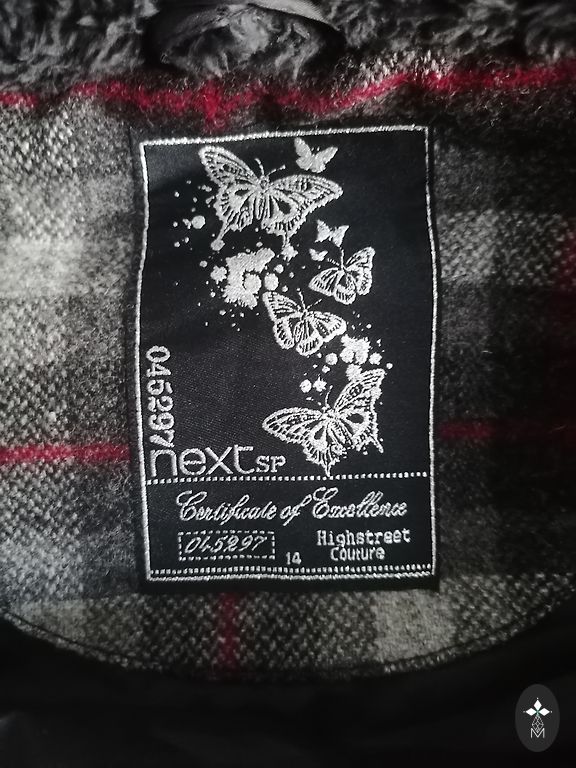 045297
nextSP
Certificate of Excellence
045297
14
Highstreet
Couture